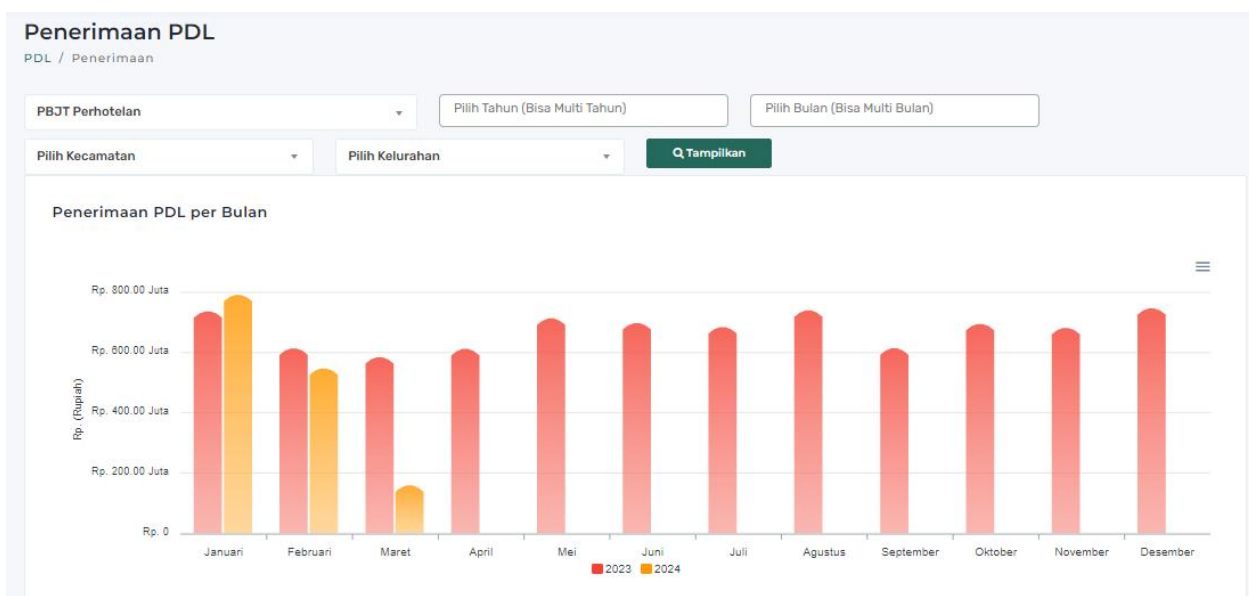 Penerimaan PDL
PDL / Penerimaan
PBJT Perhotelan
Pilih Tahun (Bisa Multi Tahun)
Pilih Bulan (Bisa Multi Bulan)
Pilih Kecamatan
Pilih Kelurahan
Tampilkan
Penerimaan PDL per Bulan
Rp. 800.00 Juta
Rp. 600.00 Juta
Rp. 400.00 Juta
Rp. 200.00 Juta
Rp. 0
Rp. (Rupiah)
Januari Februari Maret April Mei Juni Juli Agustus September Oktober November Desember
2023 2024